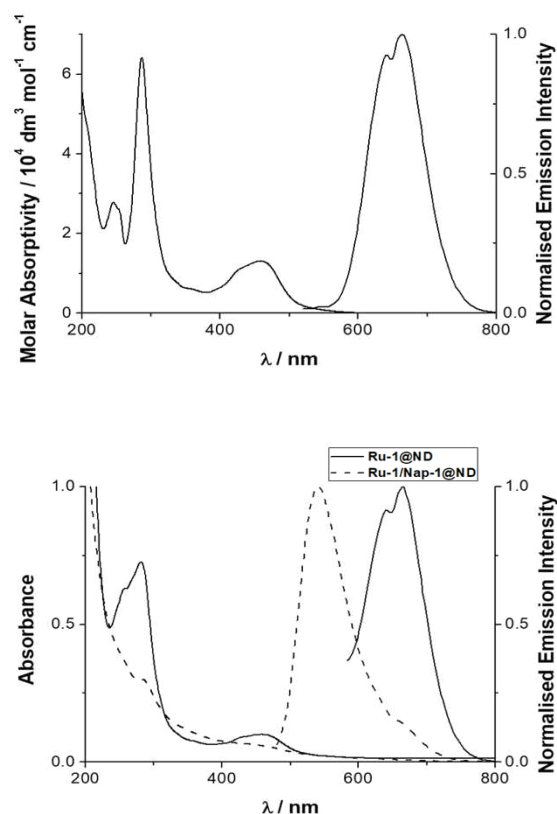 Molar Absorptivity / 10⁴ dm³ mol⁻¹ cm⁻¹
6
4
2
0
1.0
0.5
0.0
Normalised Emission Intensity
200 400 600 800
λ / nm
Ru-1@ND
Ru-1/Nap-1@ND
Absorbance
1.0
0.5
0.0
1.0
0.5
0.0
Normalised Emission Intensity
200 400 600 800
λ / nm